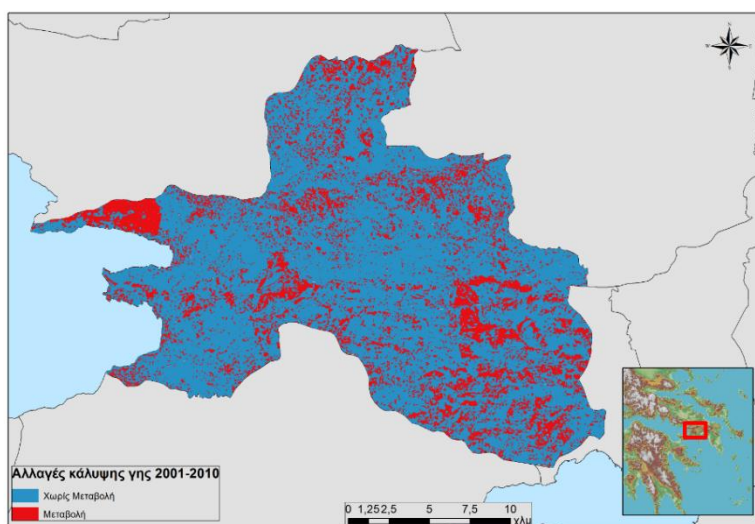 N
W E
S
Αλλαγές κάλυψης γης 2001-2010
Χωρίς Μεταβολή
Μεταβολή
0 1,252,5 5 7,5 10
χλμ